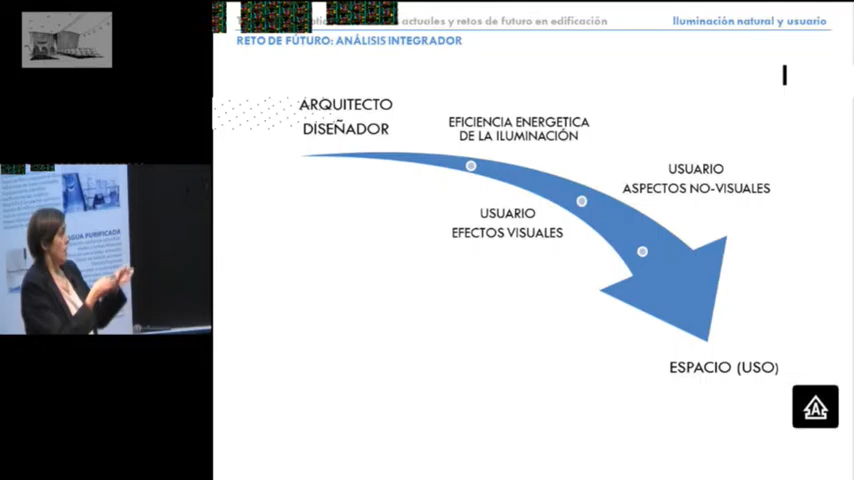 actuales y retos de futuro en edificación
Iluminación natural y usuario
RETO DE FUTURO: ANÁLISIS INTEGRADOR
ARQUITECTO
DISEÑADOR
EFICIENCIA ENERGETICA
DE LA ILUMINACIÓN
USUARIO
ASPECTOS NO-VISUALES
USUARIO
EFECTOS VISUALES
AGUA PURIFICADA
ESPACIO (USO)
A